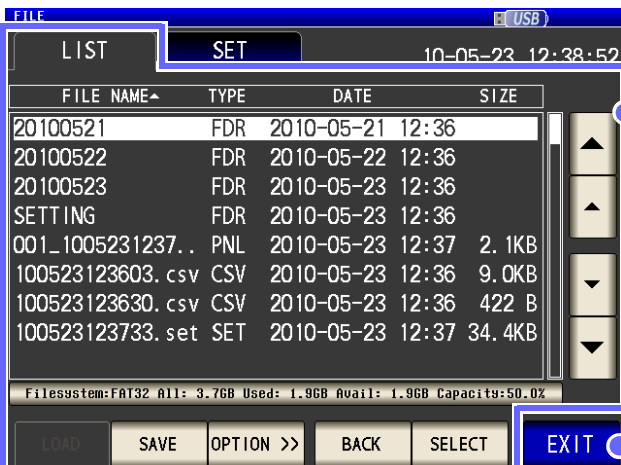 FILE USB
LIST SET 10-05-23 12:38:52
FILE NAME▲ TYPE DATE SIZE
20100521 FDR 2010-05-21 12:36
20100522 FDR 2010-05-22 12:36
20100523 FDR 2010-05-23 12:36
SETTING FDR 2010-05-23 12:36
001_1005231237.. PNL 2010-05-23 12:37 2.1KB
100523123603.csv CSV 2010-05-23 12:36 9.0KB
100523123630.csv CSV 2010-05-23 12:36 422 B
100523123733.set SET 2010-05-23 12:37 34.4KB
Filesystem:FAT32 All: 3.7GB Used: 1.9GB Avail: 1.9GB Capacity:50.0%
LOAD SAVE OPTION >> BACK SELECT EXIT